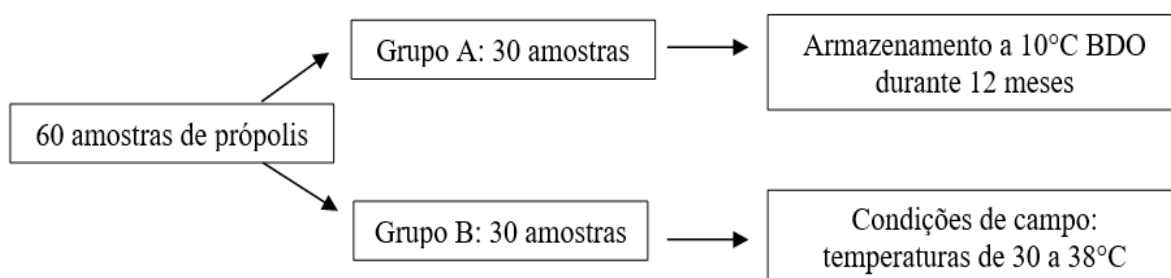 Grupo A: 30 amostras
Armazenamento a 10°C BDO
durante 12 meses
60 amostras de própolis
Grupo B: 30 amostras
Condições de campo:
temperaturas de 30 a 38°C